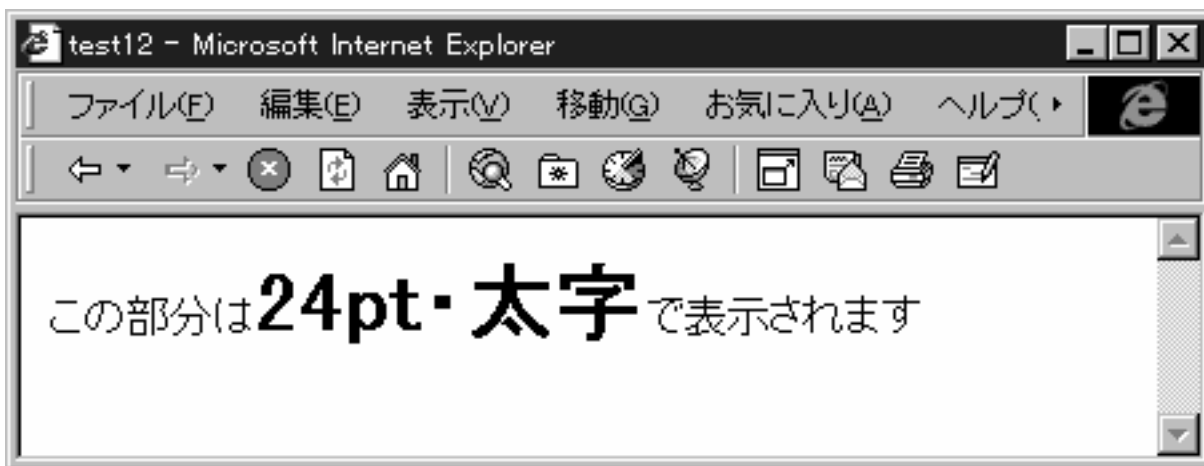 test12 - Microsoft Internet Explorer
ファイル(F) 編集(E) 表示(V) 移動(G) お気に入り(A) ヘルプ(
この部分は24pt・太字で表示されます